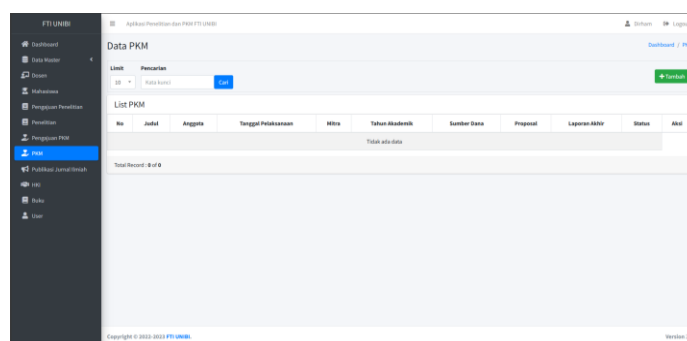 FTI UNIBI
Aplikasi Penelitian dan PKM FTI UNIBI
Dirham
Dashboard
Data Master
Dosen
Mahasiswa
Pengajuan Penelitian
Penelitian
Pengajuan PKM
PKM
Publikasi Jurnal Ilmiah
HKI
Buku
User
Data PKM
Dashboard /
Limit Pencarian
10 Kata kunci Cari
Tambah
List PKM
No Judul Anggota Tanggal Pelaksanaan Mitra Tahun Akademik Sumber Dana Proposal Laporan Akhir Status Aksi
Tidak ada data
Total Record : 0 of 0
Copyright © 2022-2023 FTI UNIBI.
Version